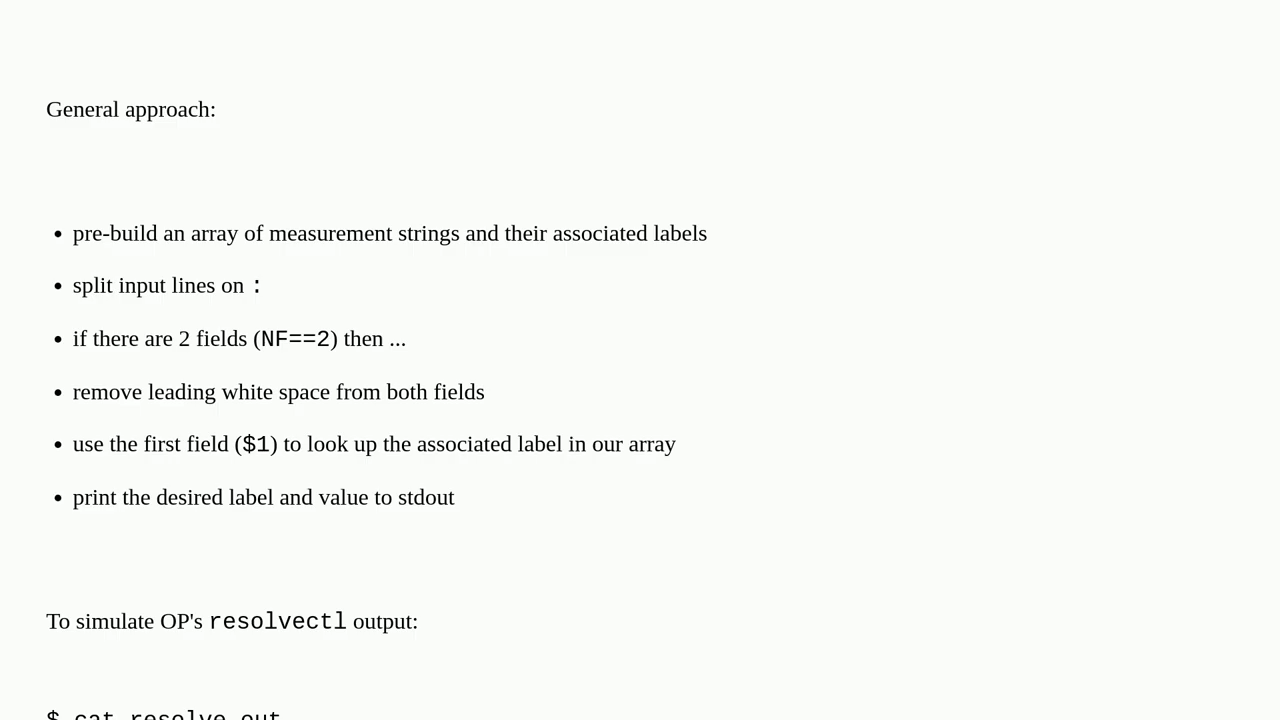 General approach:
• pre-build an array of measurement strings and their associated labels
• split input lines on :
• if there are 2 fields (NF==2) then ...
• remove leading white space from both fields
• use the first field ($1) to look up the associated label in our array
• print the desired label and value to stdout
To simulate OP's resolvectl output:
$ cat resolve.out